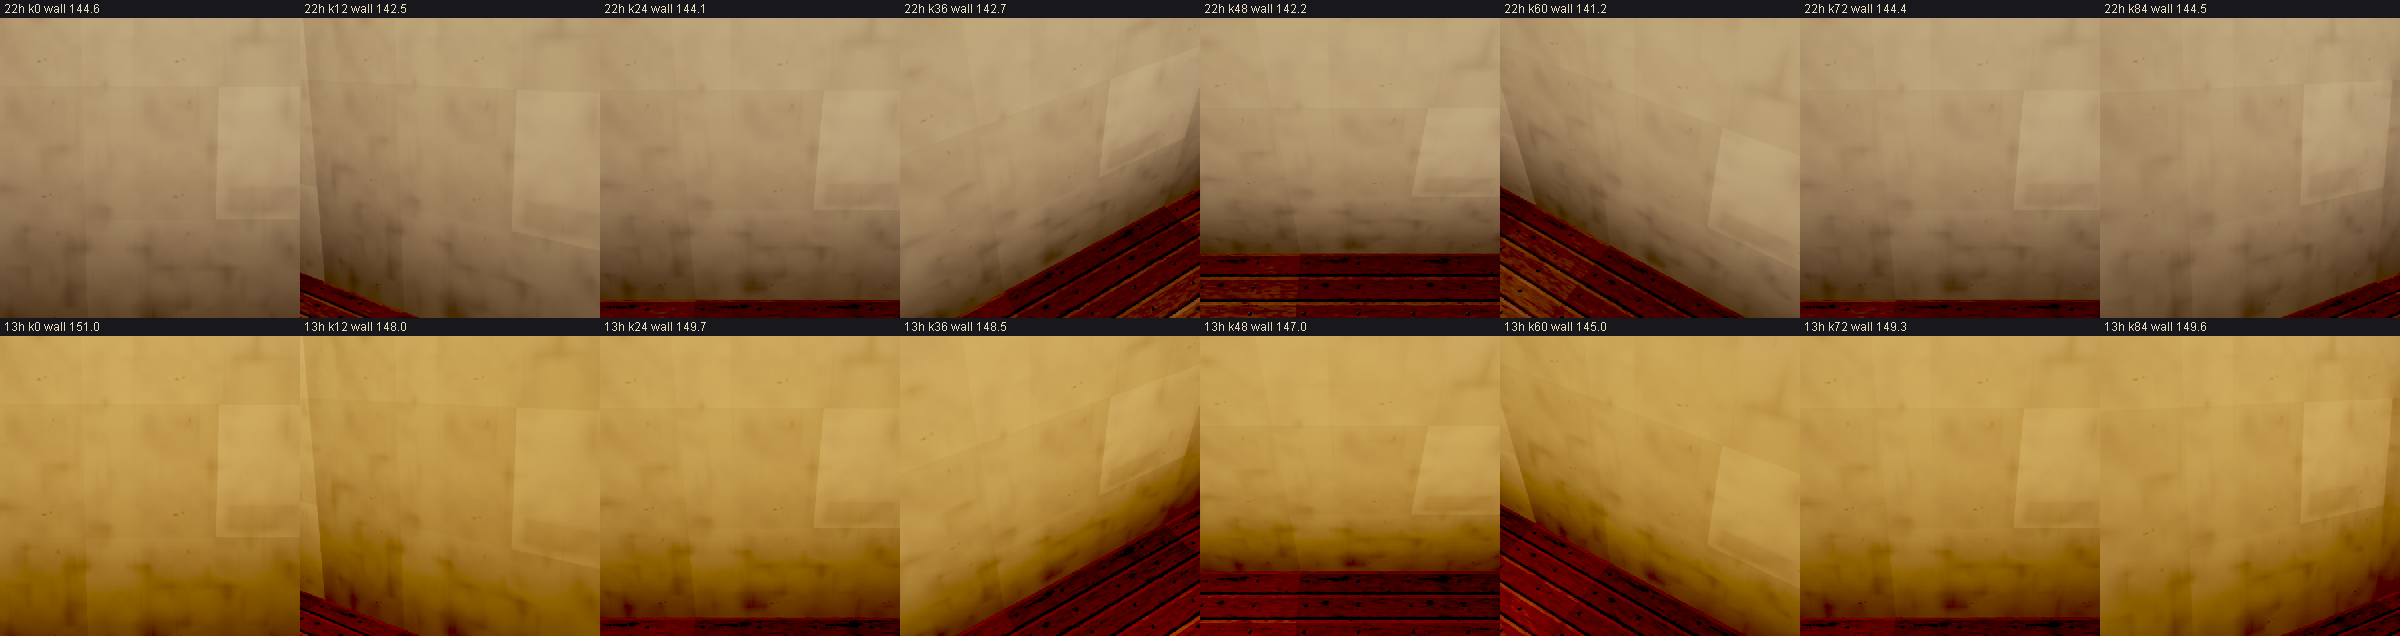 22h k0 wall 144.6
22h k12 wall 142.5
22h k24 wall 144.1
22h k36 wall 142.7
22h k48 wall 142.2
22h k60 wall 141.2
22h k72 wall 144.4
22h k84 wall 144.5
13h k0 wall 151.0
13h k12 wall 148.0
13h k24 wall 149.7
13h k36 wall 148.5
13h k48 wall 147.0
13h k60 wall 145.0
13h k72 wall 149.3
13h k84 wall 149.6